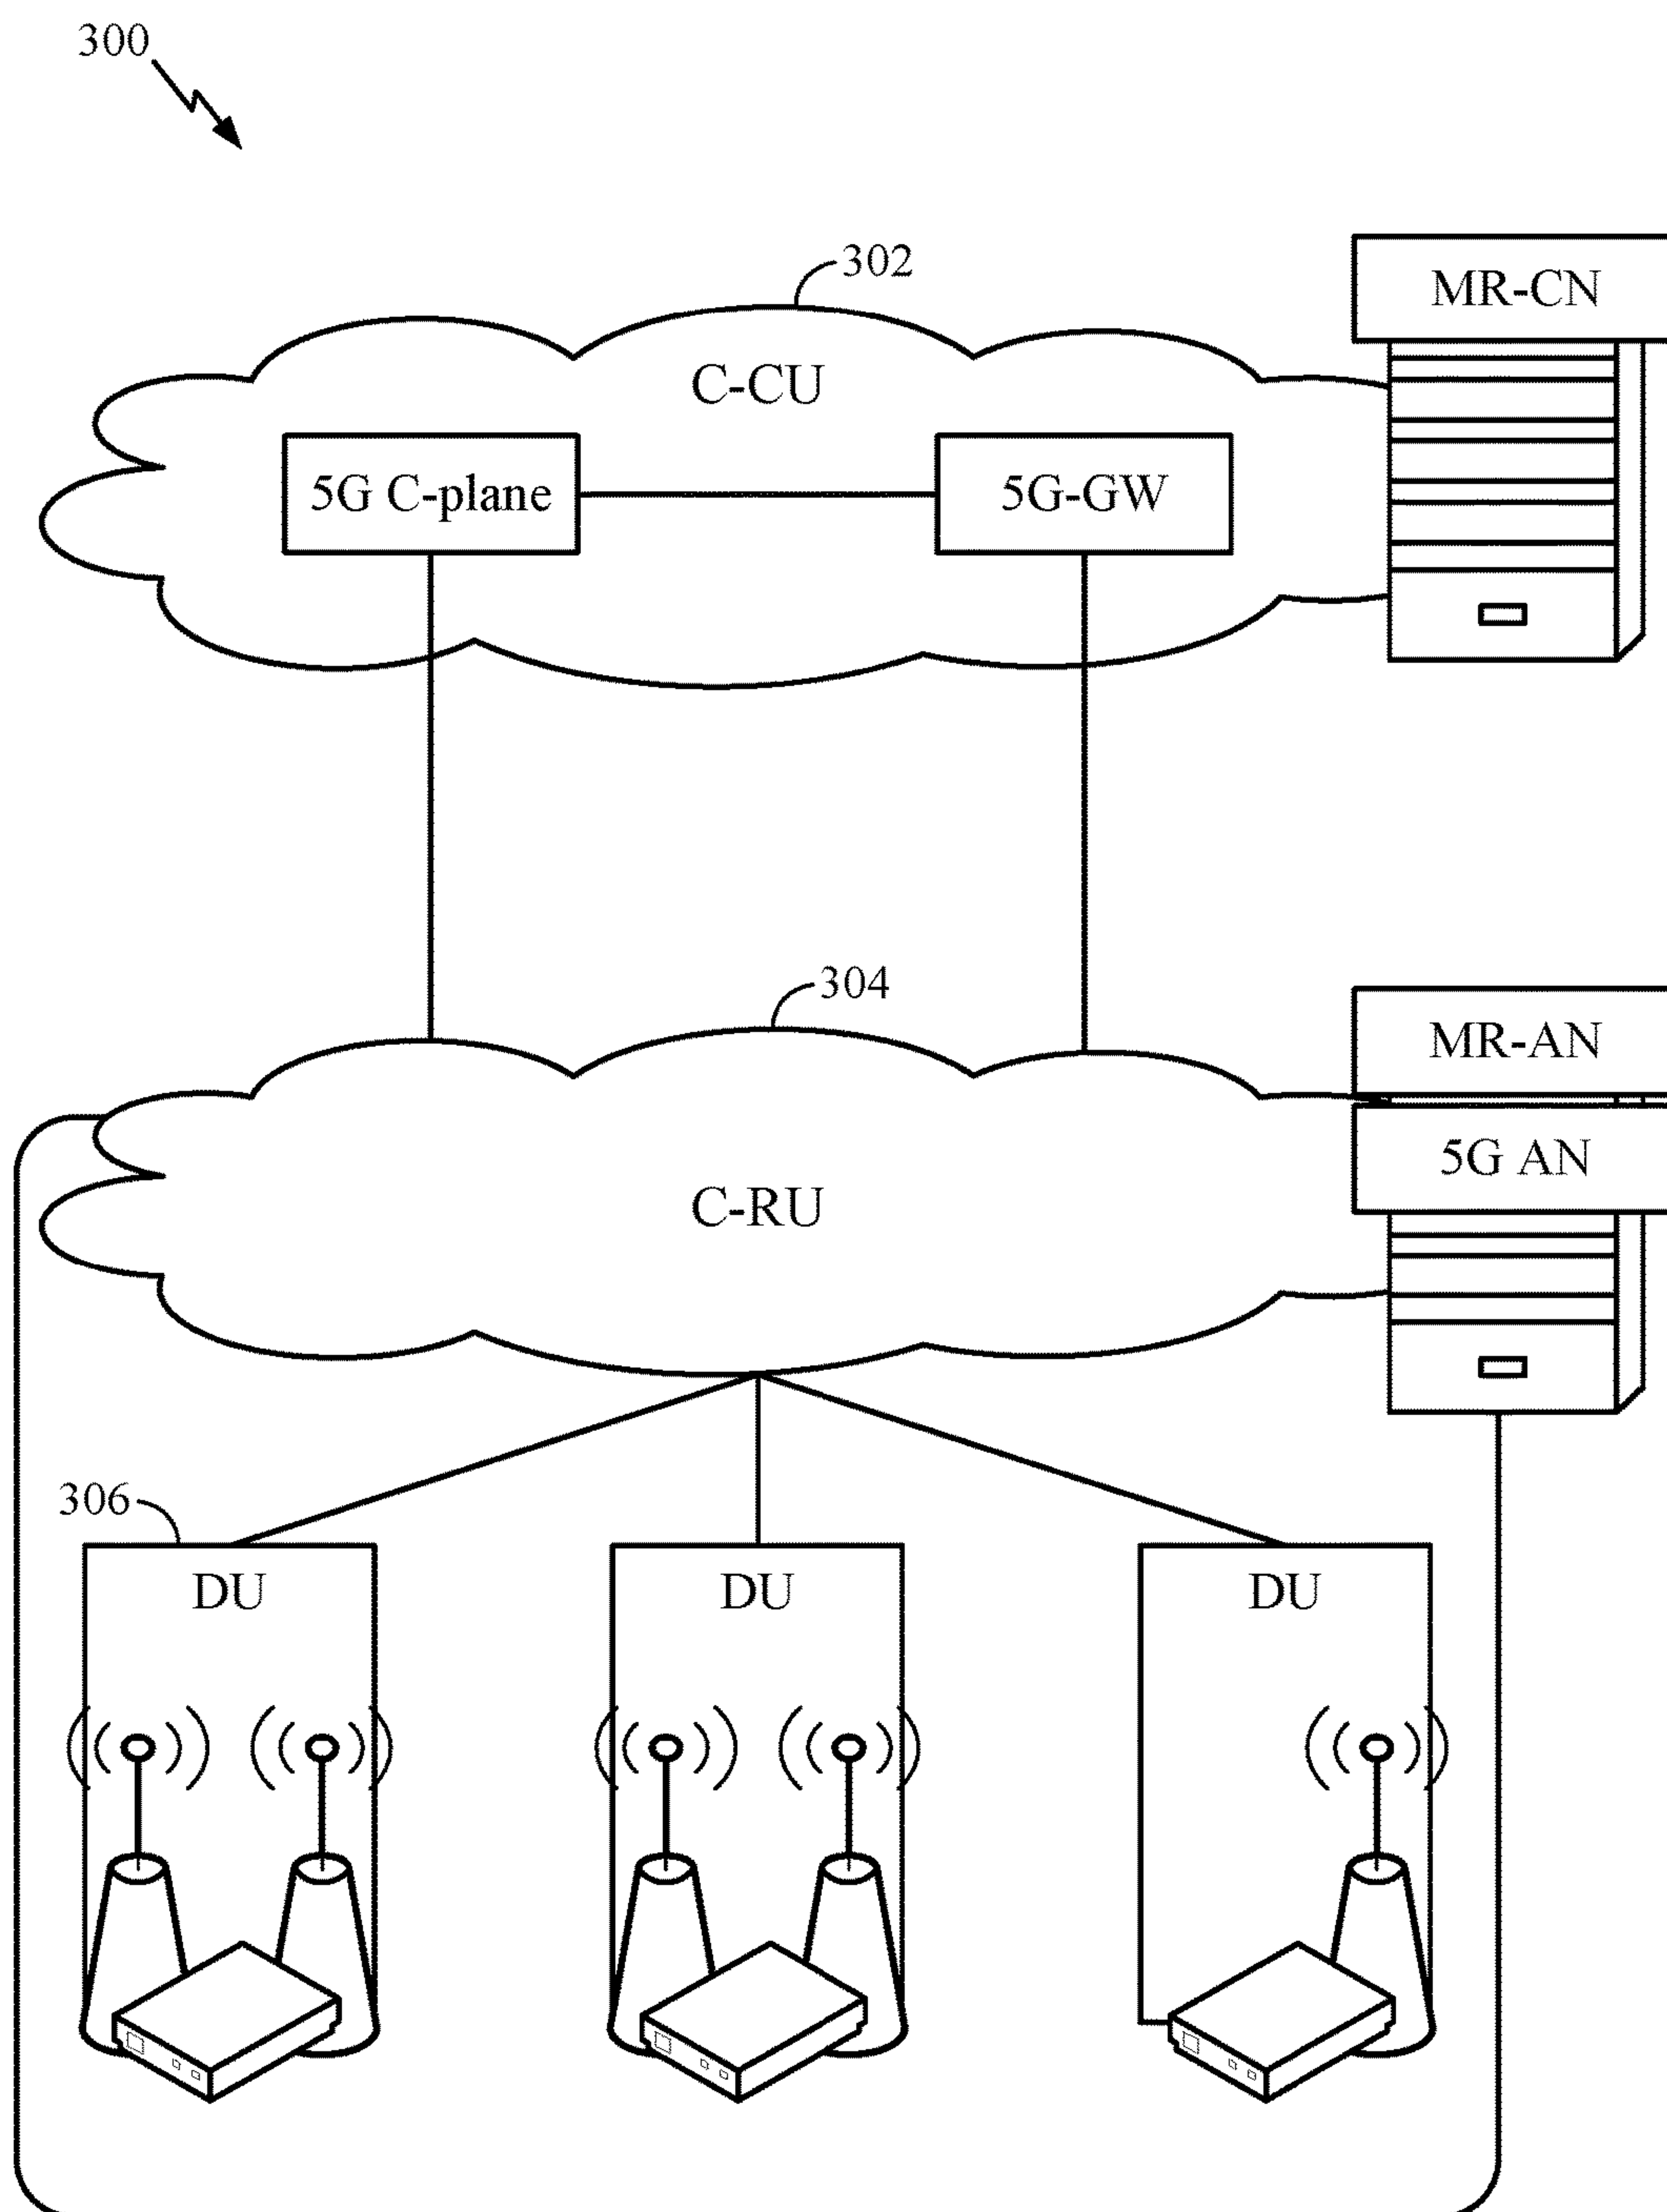 300
302
MR-CN
C-CU
5G C-plane
5G-GW
304
MR-AN
5G AN
C-RU
306
DU
DU
DU